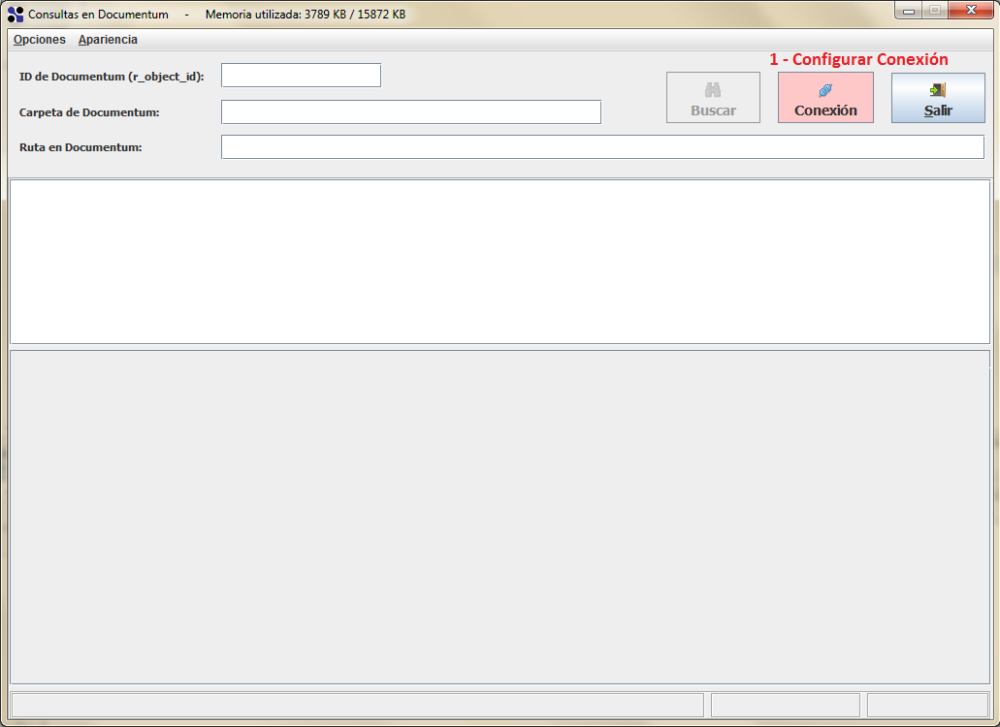 Consultas en Documentum - Memoria utilizada: 3789 KB / 15872 KB
Opciones Apariencia
1 - Configurar Conexión
ID de Documentum (r_object_id):
Buscar Conexión Salir
Carpeta de Documentum:
Ruta en Documentum: